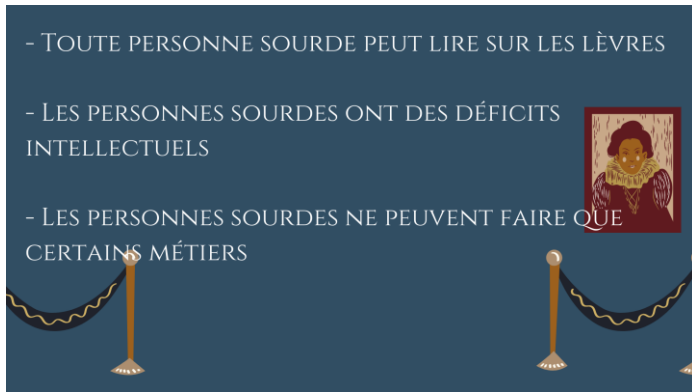 - Toute personne sourde peut lire sur les lèvres
- Les personnes sourdes ont des déficits
intellectuels
- Les personnes sourdes ne peuvent faire que
certains métiers